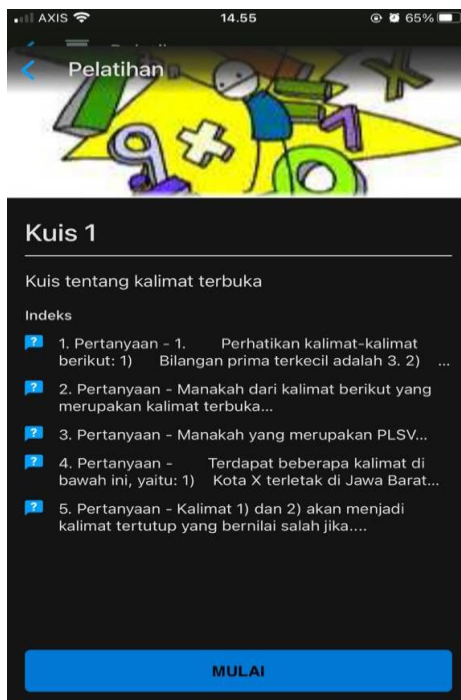 AXIS 14.55 65%
Pelatihan
Kuis 1
Kuis tentang kalimat terbuka
Indeks
1. Pertanyaan - 1. Perhatikan kalimat-kalimat
berikut: 1) Bilangan prima terkecil adalah 3. 2) ...
2. Pertanyaan - Manakah dari kalimat berikut yang
merupakan kalimat terbuka...
3. Pertanyaan - Manakah yang merupakan PLSV...
4. Pertanyaan - Terdapat beberapa kalimat di
bawah ini, yaitu: 1) Kota X terletak di Jawa Barat...
5. Pertanyaan - Kalimat 1) dan 2) akan menjadi
kalimat tertutup yang bernilai salah jika....
MULAI